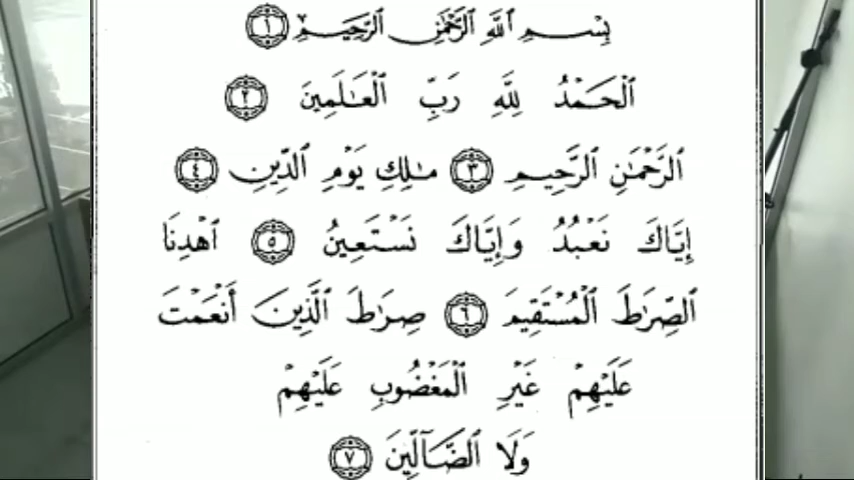 بِسْمِ ٱللَّهِ ٱلرَّحْمَٰنِ ٱلرَّحِيمِ ١
ٱلْحَمْدُ لِلَّهِ رَبِّ ٱلْعَٰلَمِينَ ٢
ٱلرَّحْمَٰنِ ٱلرَّحِيمِ ٣ مَٰلِكِ يَوْمِ ٱلدِّينِ ٤
إِيَّاكَ نَعْبُدُ وَإِيَّاكَ نَسْتَعِينُ ٥ ٱهْدِنَا
ٱلصِّرَٰطَ ٱلْمُسْتَقِيمَ ٦ صِرَٰطَ ٱلَّذِينَ أَنْعَمْتَ
عَلَيْهِمْ غَيْرِ ٱلْمَغْضُوبِ عَلَيْهِمْ
وَلَا ٱلضَّآلِّينَ ٧